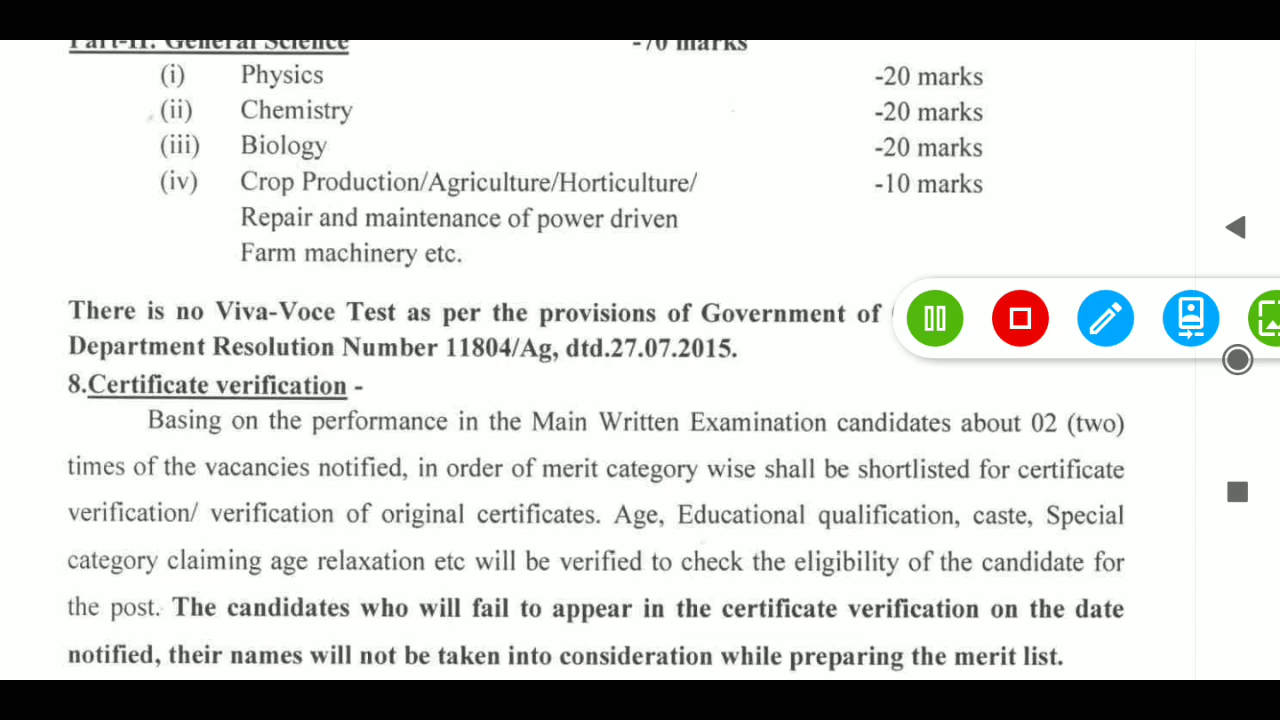 Part-II: General Science -70 marks
(i) Physics -20 marks
(ii) Chemistry -20 marks
(iii) Biology -20 marks
(iv) Crop Production/Agriculture/Horticulture/ -10 marks
Repair and maintenance of power driven
Farm machinery etc.
There is no Viva-Voce Test as per the provisions of Government of
Department Resolution Number 11804/Ag, dtd.27.07.2015.
8.Certificate verification -
Basing on the performance in the Main Written Examination candidates about 02 (two)
times of the vacancies notified, in order of merit category wise shall be shortlisted for certificate
verification/ verification of original certificates. Age, Educational qualification, caste, Special
category claiming age relaxation etc will be verified to check the eligibility of the candidate for
the post. The candidates who will fail to appear in the certificate verification on the date
notified, their names will not be taken into consideration while preparing the merit list.